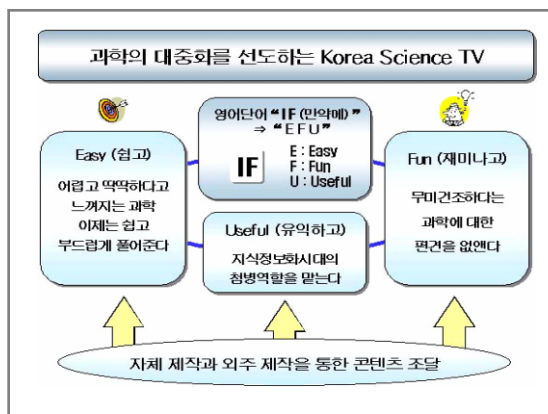 과학의 대중화를 선도하는 Korea Science TV
영어단어 “IF (만약에) ”
⇒ “E F U”
IF
E : Easy
F : Fun
U : Useful
Easy (쉽고)
어렵고 딱딱하다고
느껴지는 과학
이제는 쉽고
부드럽게 풀어준다
Useful (유익하고)
지식정보화시대의
첨병역할을 맡는다
Fun (재미나고)
무미건조하다는
과학에 대한
편견을 없앤다
자체 제작과 외주 제작을 통한 콘텐츠 조달